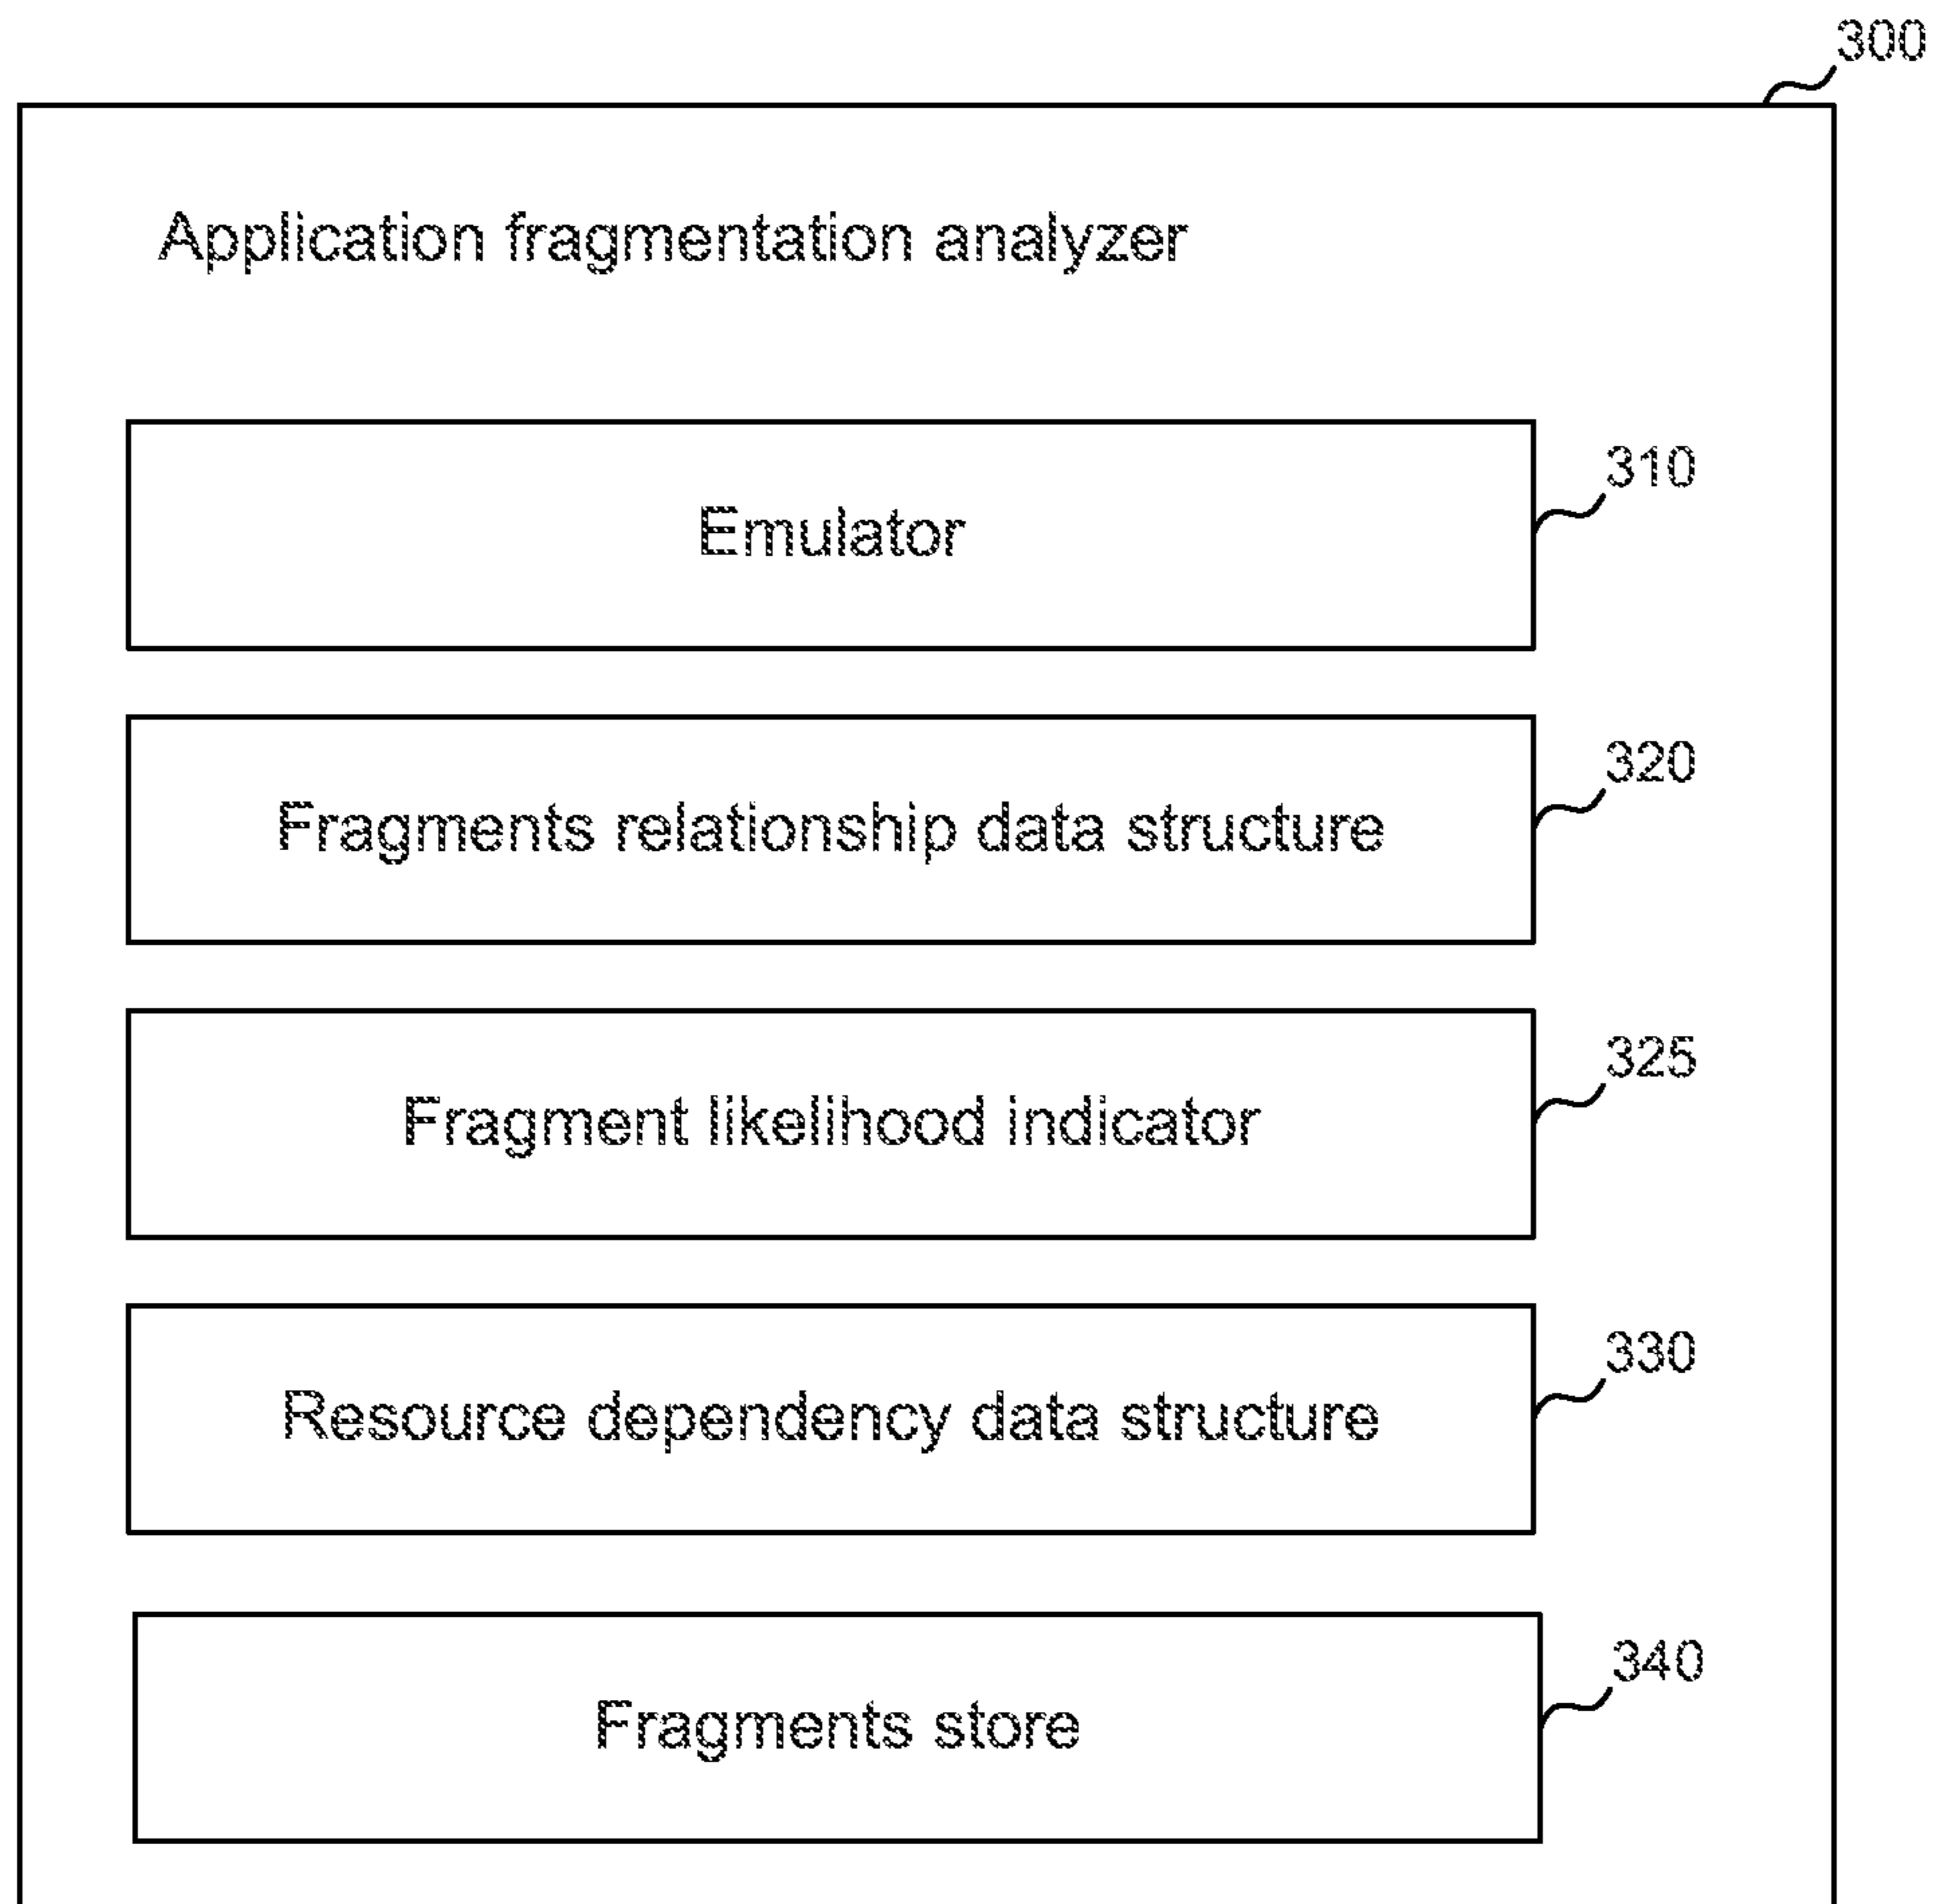 300
Application fragmentation analyzer
310
Emulator
320
Fragments relationship data structure
325
Fragment likelihood indicator
330
Resource dependency data structure
340
Fragments store